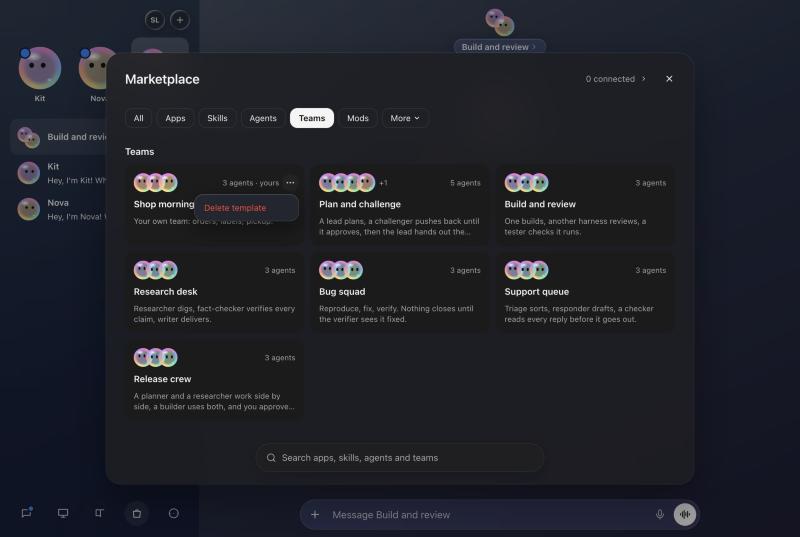 SL
Build and review
Kit
Nov
Build and revie
Kit
Hey, I'm Kit! Wh
Nova
Hey, I'm Nova!
Marketplace
0 connected
All
Apps
Skills
Agents
Teams
Mods
More
Teams
3 agents · yours
Shop morning
Your own team: orders, labels, pickup.
Delete template
+1
5 agents
Plan and challenge
A lead plans, a challenger pushes back until
it approves, then the lead hands out the...
3 agents
Build and review
One builds, another harness reviews, a
tester checks it runs.
3 agents
Research desk
Researcher digs, fact-checker verifies every
claim, writer delivers.
3 agents
Bug squad
Reproduce, fix, verify. Nothing closes until
the verifier sees it fixed.
3 agents
Support queue
Triage sorts, responder drafts, a checker
reads every reply before it goes out.
3 agents
Release crew
A planner and a researcher work side by
side, a builder uses both, and you approve...
Search apps, skills, agents and teams
Message Build and review